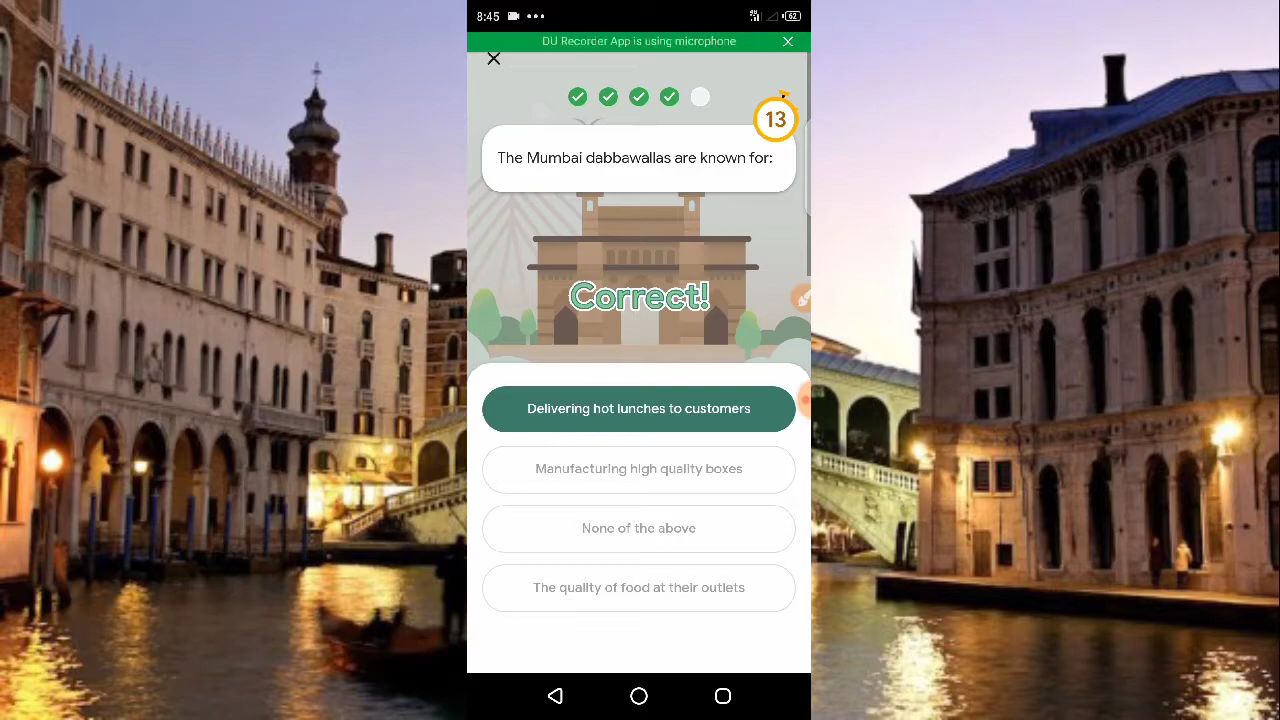 8:45
4G
62
DU Recorder App is using microphone
13
The Mumbai dabbawallas are known for:
Correct!
Delivering hot lunches to customers
Manufacturing high quality boxes
None of the above
The quality of food at their outlets